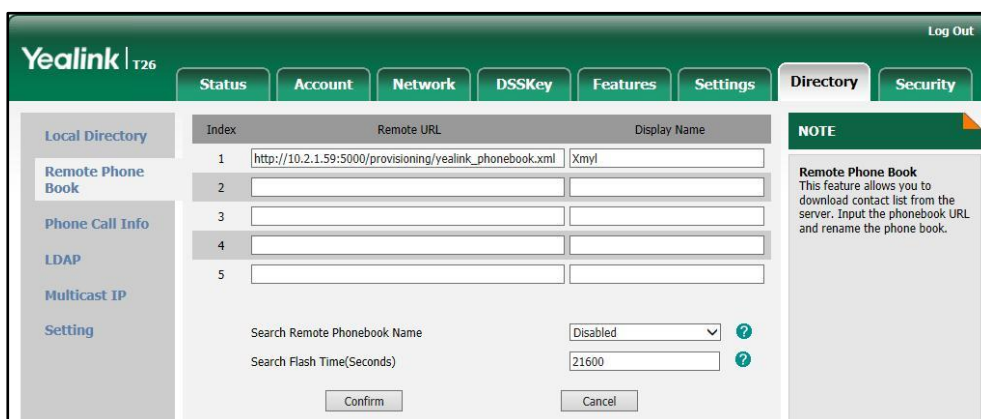 Log Out
Yealink T26
Status Account Network DSSKey Features Settings Directory Security
Local Directory
Remote Phone
Book
Phone Call Info
LDAP
Multicast IP
Setting
Index Remote URL Display Name
1 http://10.2.1.59:5000/provisioning/yealink_phonebook.xml Xmyl
2
3
4
5
Search Remote Phonebook Name Disabled ?
Search Flash Time(Seconds) 21600 ?
Confirm Cancel
NOTE
Remote Phone Book
This feature allows you to
download contact list from the
server. Input the phonebook URL
and rename the phone book.